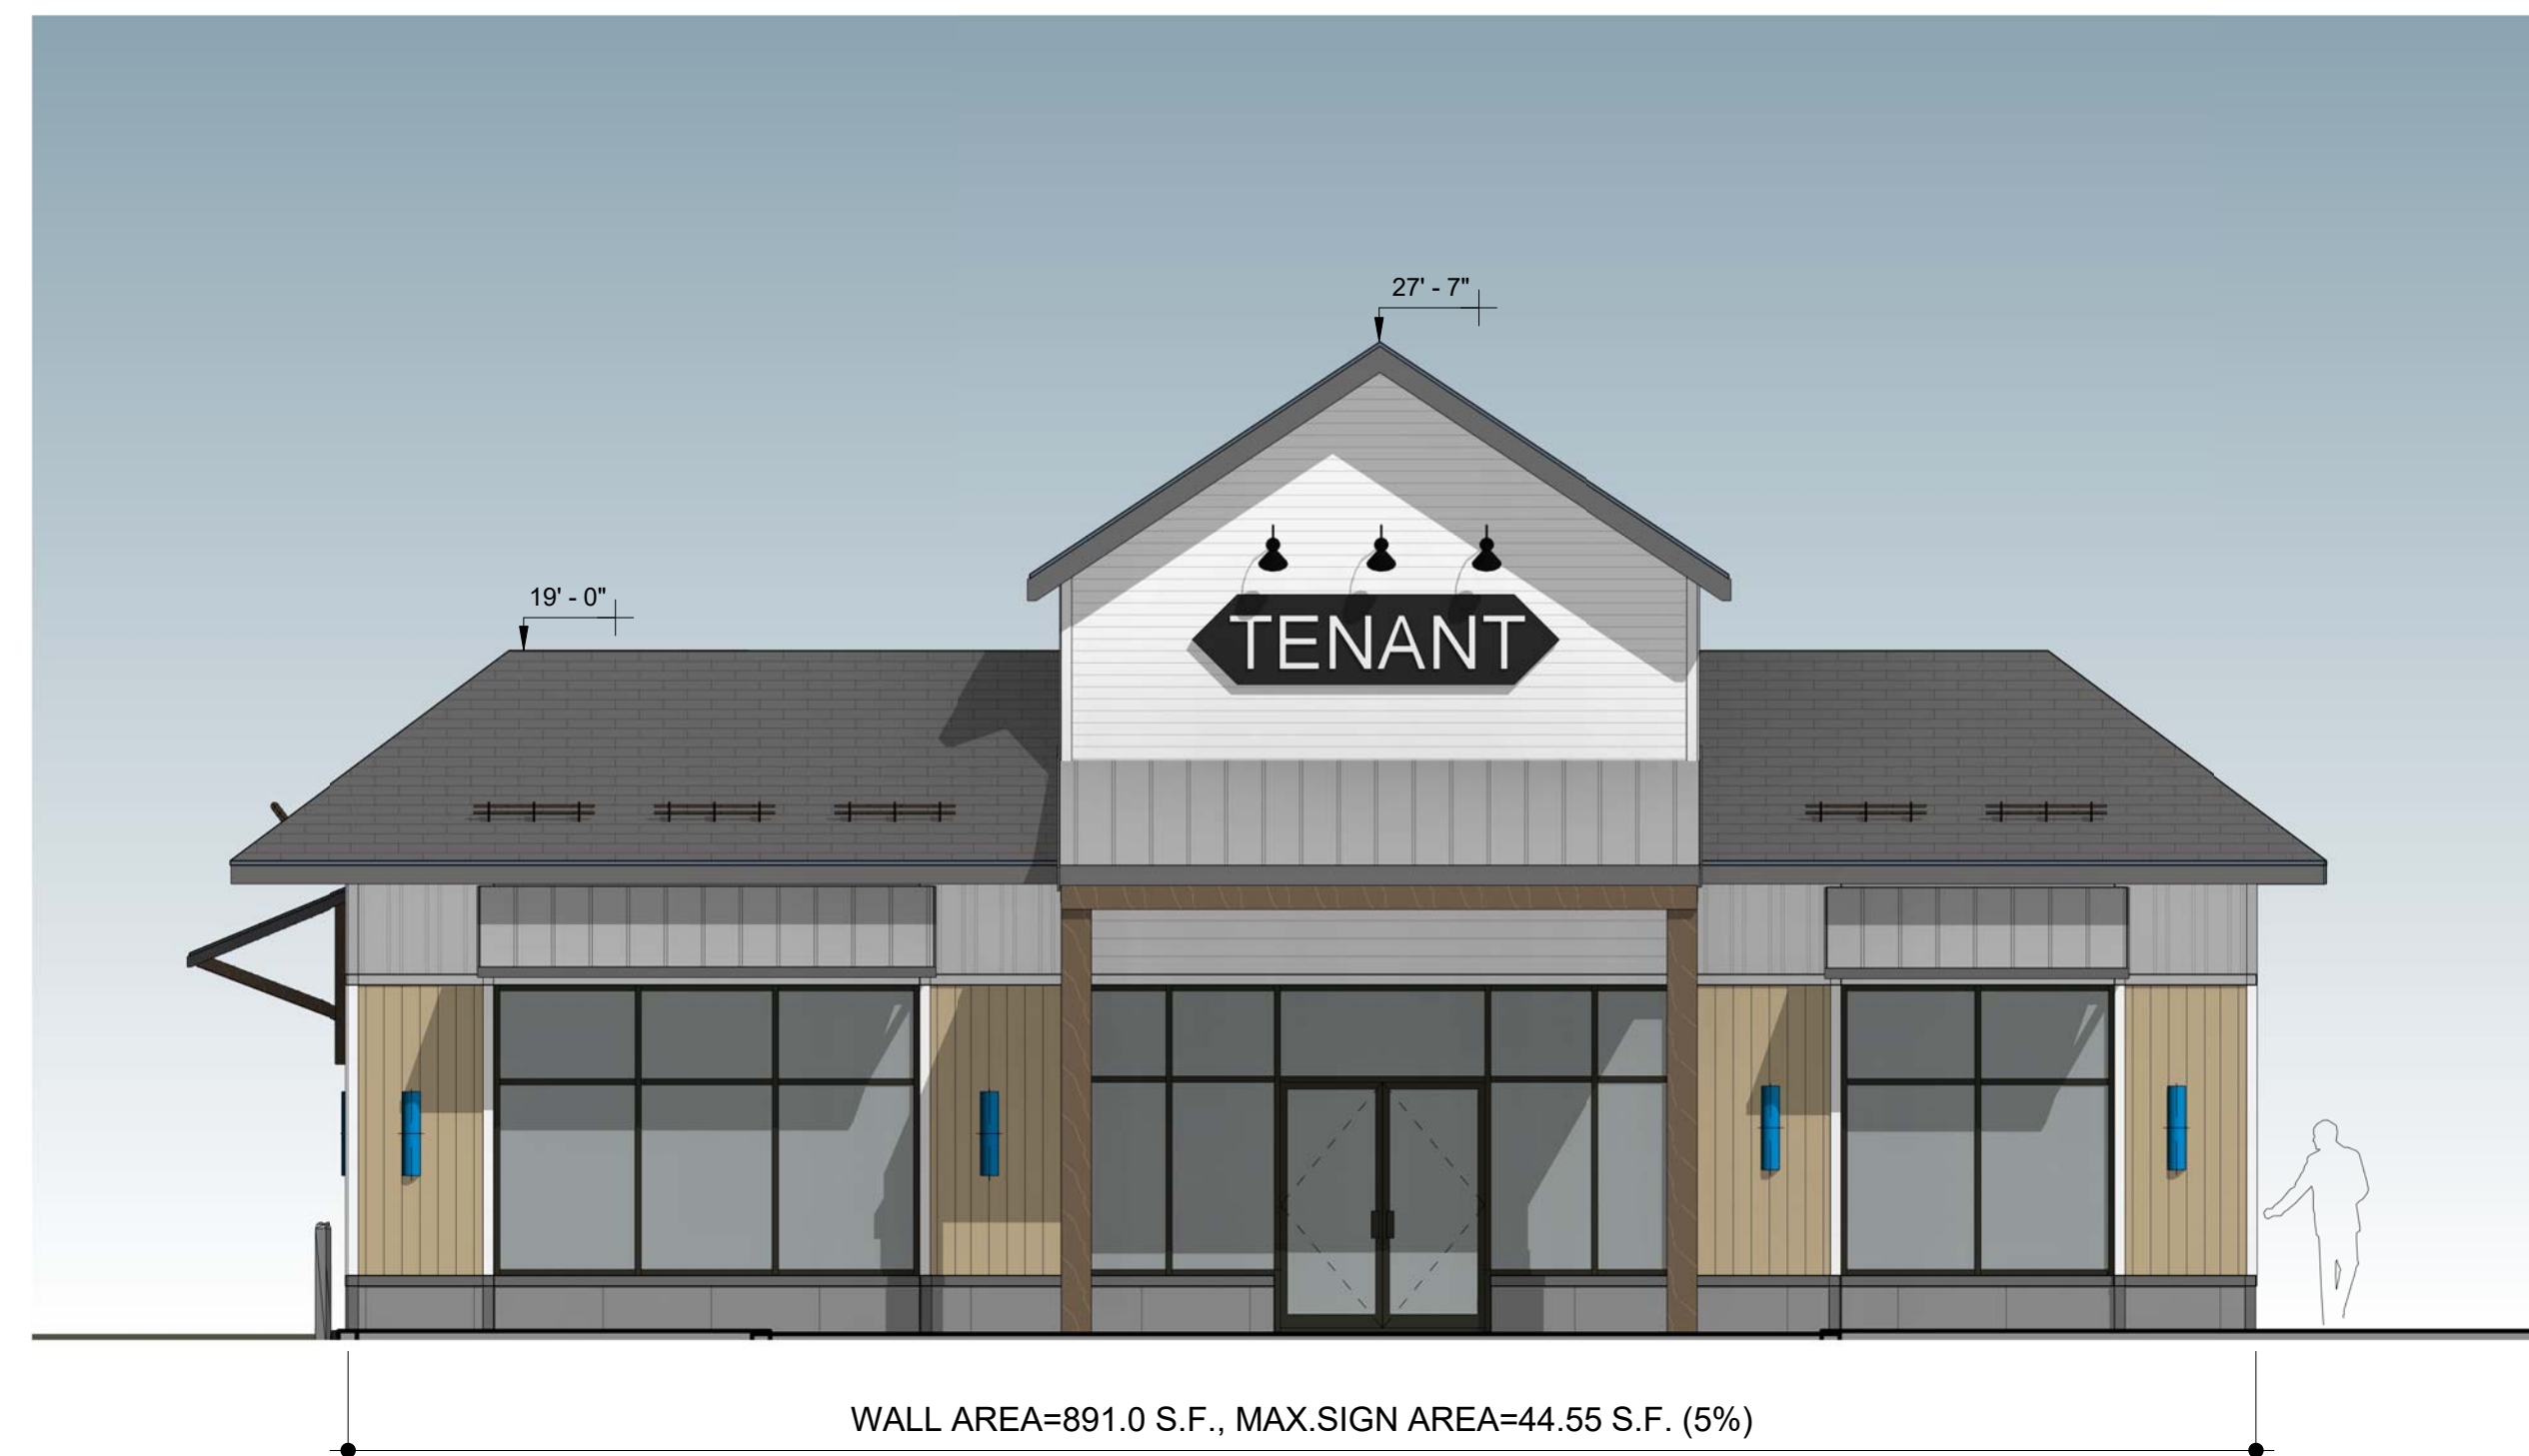 27' - 7"
19' - 0"
TENANT
WALL AREA=891.0 S.F., MAX.SIGN AREA=44.55 S.F. (5%)